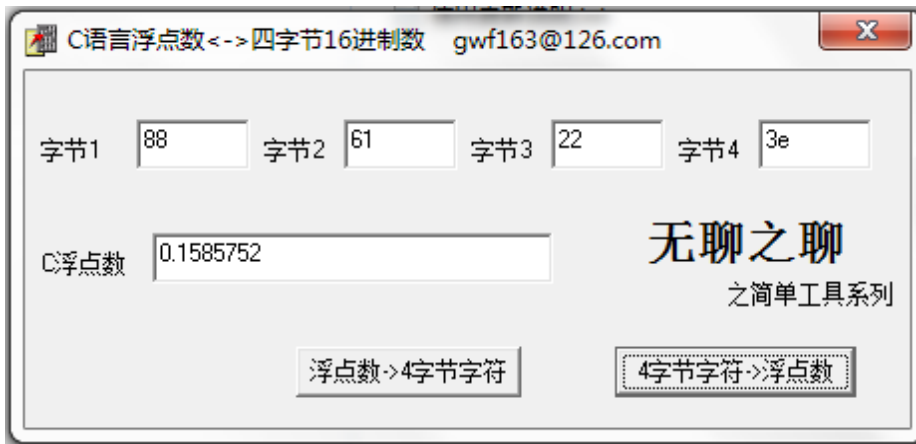 C语言浮点数<->四字节16进制数 gwf163@126.com
字节1 88 字节2 61 字节3 22 字节4 3e
C浮点数 0.1585752
无聊之聊
之简单工具系列
浮点数->4字节字符 4字节字符->浮点数